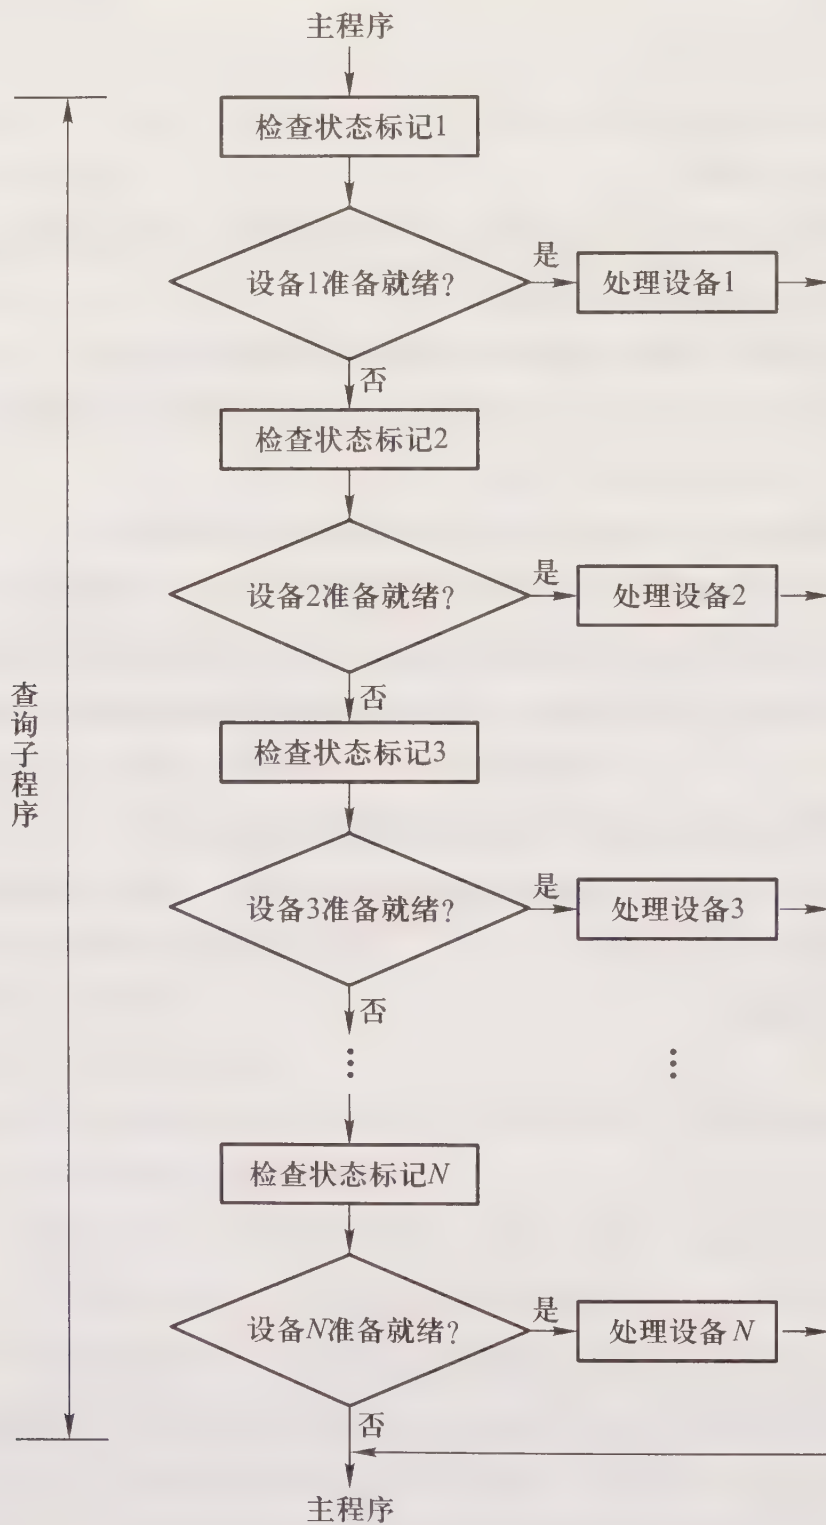 主程序
检查状态标记1
设备1准备就绪？
是
处理设备1
否
检查状态标记2
设备2准备就绪？
是
处理设备2
否
查询子程序
检查状态标记3
设备3准备就绪？
是
处理设备3
否
检查状态标记N
设备N准备就绪？
是
处理设备N
否
主程序